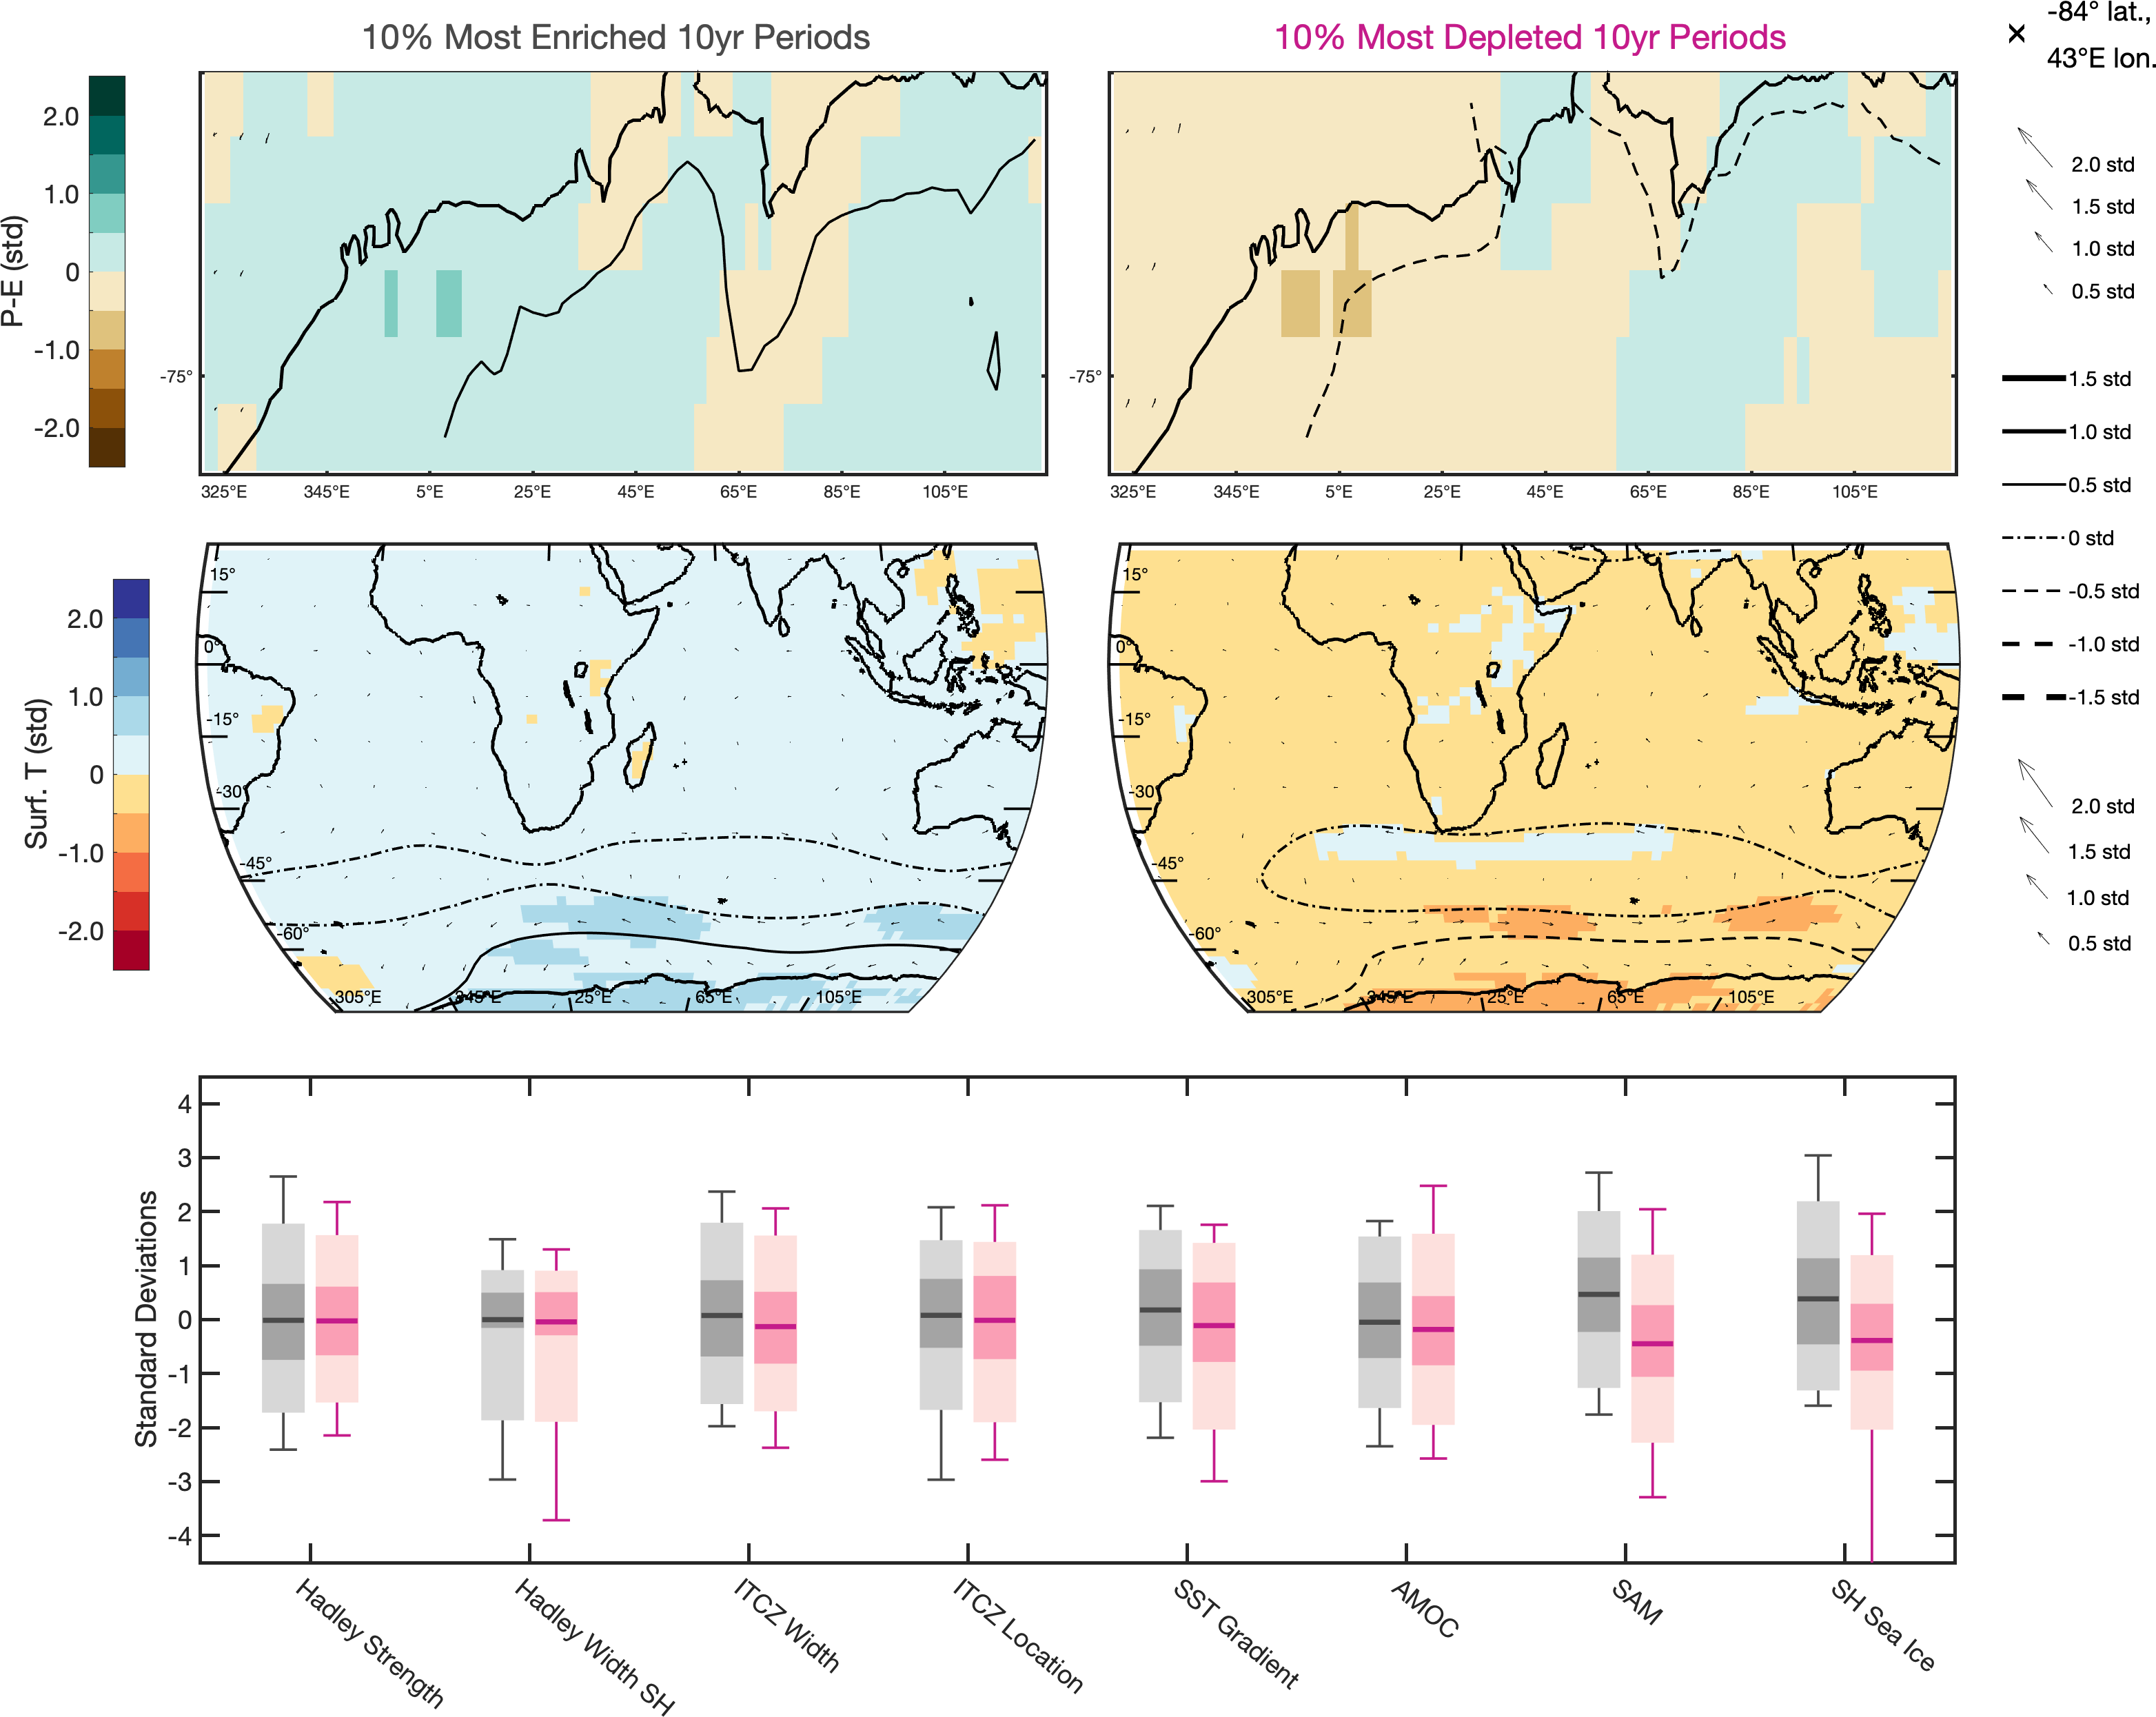 10% Most Enriched 10yr Periods
10% Most Depleted 10yr Periods
× -84° lat.,
43°E lon.
P-E (std)
2.0
1.0
0
-1.0
-2.0
-75°
325°E 345°E 5°E 25°E 45°E 65°E 85°E 105°E
-75°
325°E 345°E 5°E 25°E 45°E 65°E 85°E 105°E
2.0 std
1.5 std
1.0 std
0.5 std
1.5 std
1.0 std
0.5 std
0 std
-0.5 std
-1.0 std
-1.5 std
2.0 std
1.5 std
1.0 std
0.5 std
Surf. T (std)
2.0
1.0
0
-1.0
-2.0
15°
0°
-15°
-30°
-45°
-60°
305°E 345°E 25°E 65°E 105°E
15°
0°
-15°
-30°
-45°
-60°
305°E 345°E 25°E 65°E 105°E
Standard Deviations
4
3
2
1
0
-1
-2
-3
-4
Hadley Strength
Hadley Width SH
ITCZ Width
ITCZ Location
SST Gradient
AMOC
SAM
SH Sea Ice